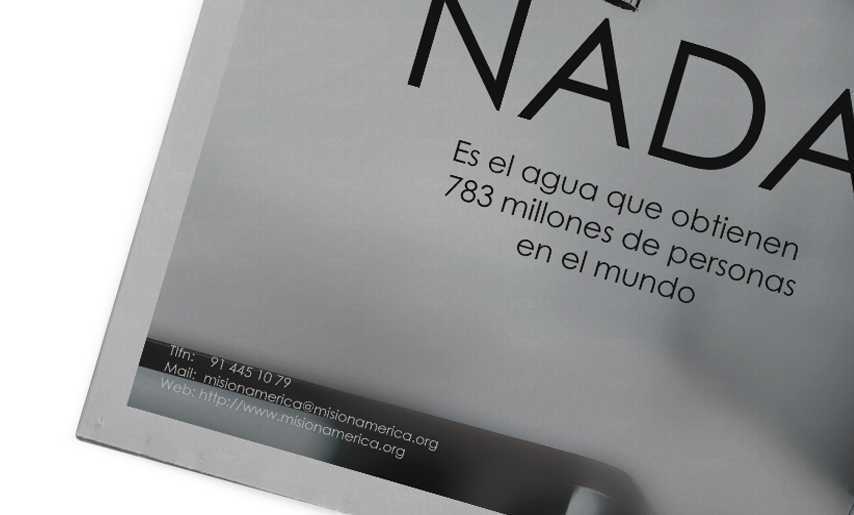 NADA
Es el agua que obtienen
783 millones de personas
en el mundo
Tlfn: 91 445 10 79
Mail: misionamerica@misionamerica.org
Web: http://www.misionamerica.org